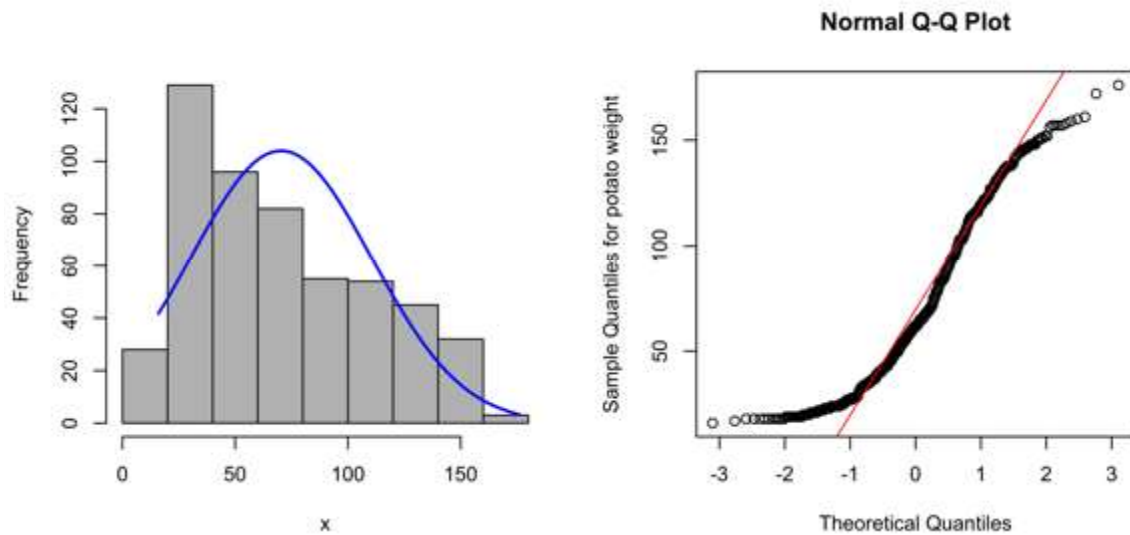 Normal Q-Q Plot
Frequency
0 20 40 60 80 100 120
0 50 100 150
x
Sample Quantiles for potato weight
50 100 150
-3 -2 -1 0 1 2 3
Theoretical Quantiles